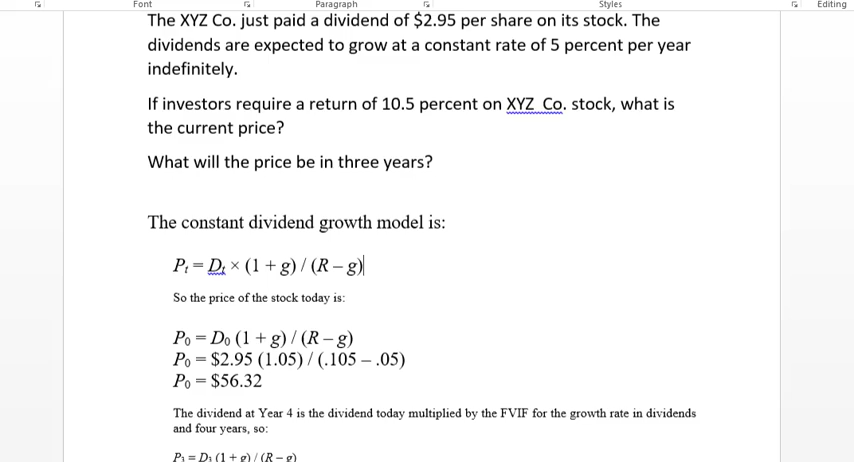 Font Paragraph Styles Editing
The XYZ Co. just paid a dividend of $2.95 per share on its stock. The
dividends are expected to grow at a constant rate of 5 percent per year
indefinitely.
If investors require a return of 10.5 percent on XYZ Co. stock, what is
the current price?
What will the price be in three years?
The constant dividend growth model is:
Pt = Dt × (1 + g) / (R – g)
So the price of the stock today is:
P0 = D0 (1 + g) / (R – g)
P0 = $2.95 (1.05) / (.105 – .05)
P0 = $56.32
The dividend at Year 4 is the dividend today multiplied by the FVIF for the growth rate in dividends
and four years, so:
P3 = D3 (1 + g) / (R – g)